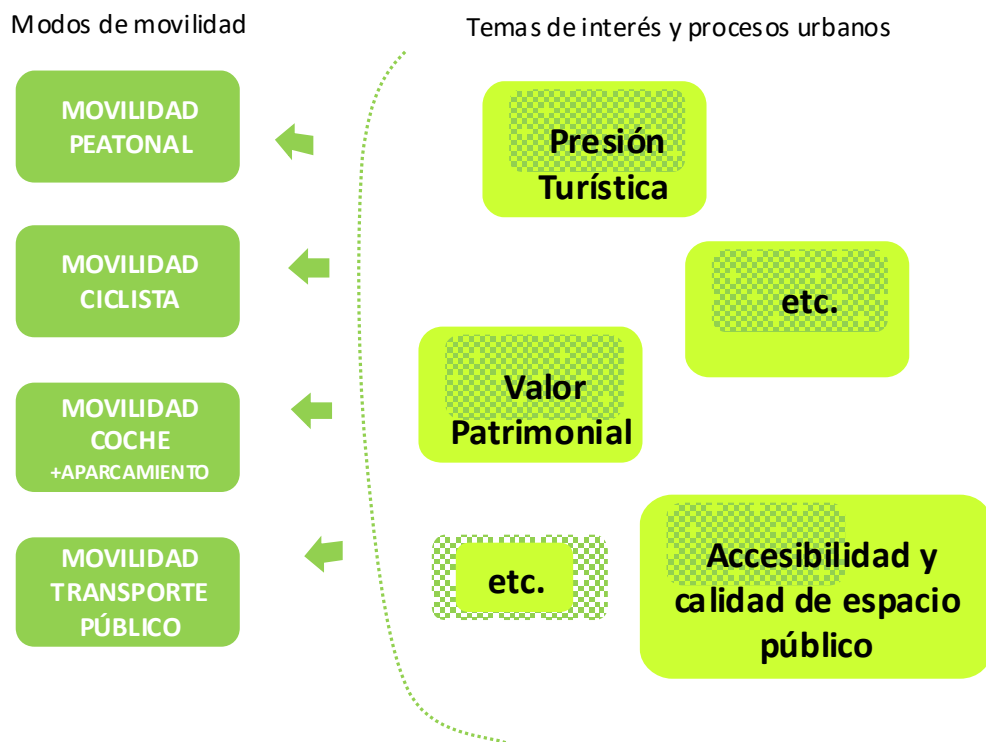 Modos de movilidad
Temas de interés y procesos urbanos
MOVILIDAD
PEATONAL
MOVILIDAD
CICLISTA
MOVILIDAD
COCHE
+APARCAMIENTO
MOVILIDAD
TRANSPORTE
PÚBLICO
Presión
Turística
etc.
Valor
Patrimonial
etc.
Accesibilidad y
calidad de espacio
público